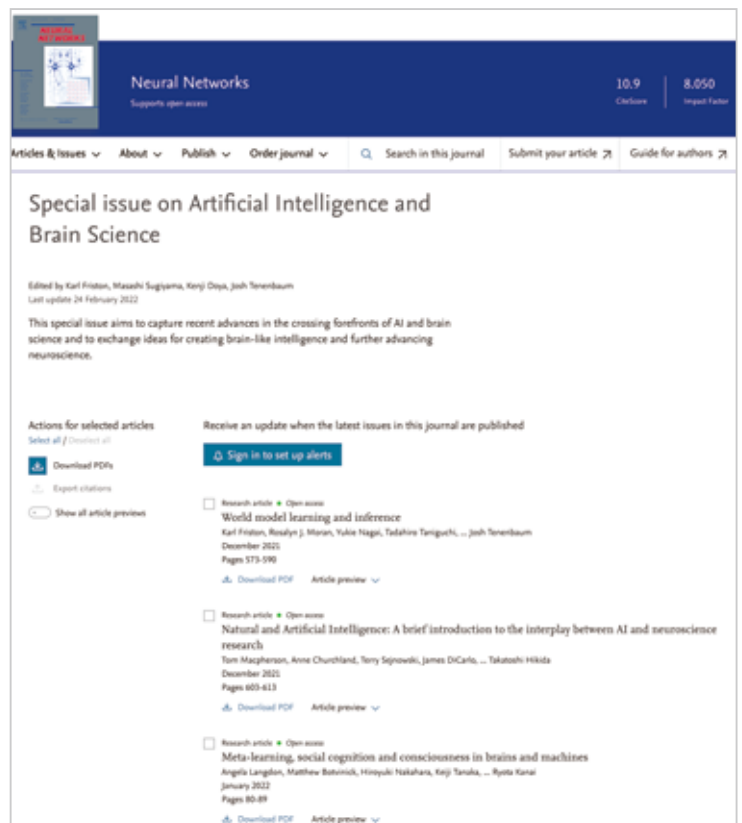 NEURAL
NETWORKS
Neural Networks
Supports open access
10.9
CiteScore
8.050
Impact Factor
Articles & Issues
About
Publish
Order journal
Search in this journal
Submit your article
Guide for authors
Special issue on Artificial Intelligence and
Brain Science
Edited by Karl Friston, Masashi Sugiyama, Kenji Doya, Josh Tenenbaum
Last update 24 February 2022
This special issue aims to capture recent advances in the crossing forefronts of AI and brain
science and to exchange ideas for creating brain-like intelligence and further advancing
neuroscience.
Actions for selected articles
Select all / Deselect all
Download PDFs
Export citations
Show all article previews
Receive an update when the latest issues in this journal are published
Sign in to set up alerts
Research article Open access
World model learning and inference
Karl Friston, Rosalyn J. Moran, Yukie Nagai, Tadahiro Taniguchi, ... Josh Tenenbaum
December 2021
Pages 573-590
Download PDF Article preview
Research article Open access
Natural and Artificial Intelligence: A brief introduction to the interplay between AI and neuroscience
research
Tom Macpherson, Anne Churchland, Terry Sejnowski, James DiCarlo, ... Takatoshi Hikida
December 2021
Pages 603-613
Download PDF Article preview
Research article Open access
Meta-learning, social cognition and consciousness in brains and machines
Angela Langdon, Matthew Botvinick, Hiroyuki Nakahara, Keiji Tanaka, ... Ryota Kanai
January 2022
Pages 80-89
Download PDF Article preview